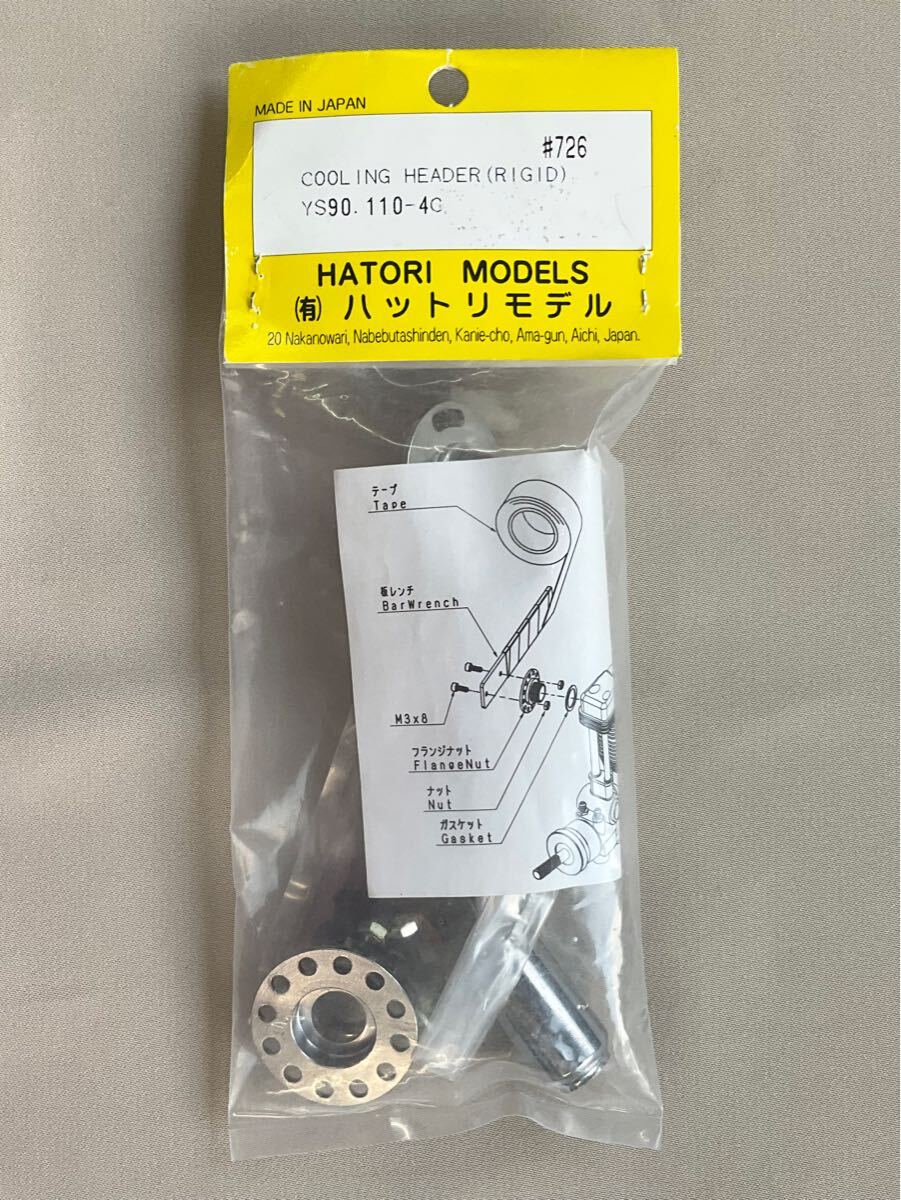 MADE IN JAPAN
#726
COOLING HEADER(RIGID)
YS90.110-4C
HATORI MODELS
(有) ハットリモデル
20 Nakanowari, Nabebutashinden, Kanie-cho, Ama-gun, Aichi, Japan.
テープ
Tape
板レンチ
BarWrench
M3x8
フランジナット
FlangeNut
ナット
Nut
ガスケット
Gasket